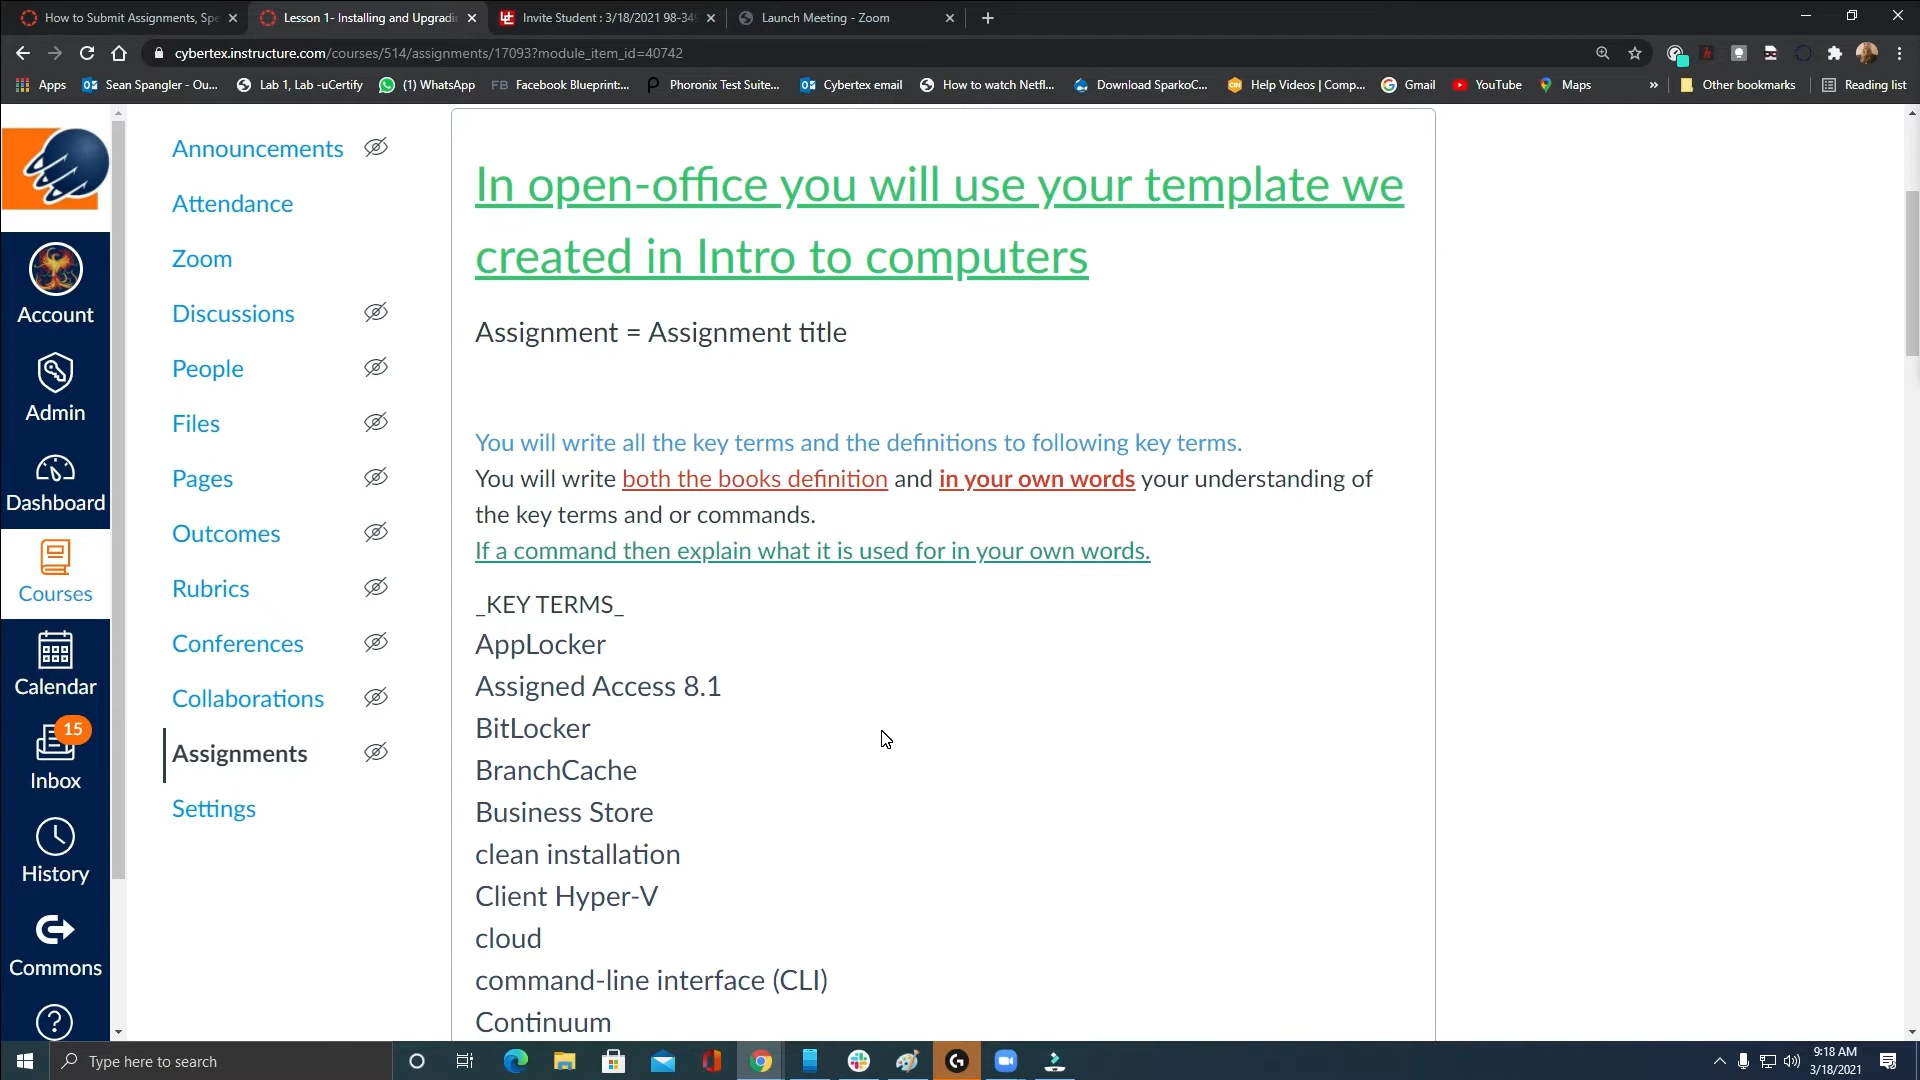 How to Submit Assignments, Spe
Lesson 1- Installing and Upgradin
Invite Student : 3/18/2021 98-349
Launch Meeting - Zoom
cybertex.instructure.com/courses/514/assignments/17093?module_item_id=40742
Apps
Sean Spangler - Ou...
Lab 1, Lab -uCertify
(1) WhatsApp
FB Facebook Blueprint...
Phoronix Test Suite...
Cybertex email
How to watch Netfl...
Download SparkoC...
Help Videos | Comp...
Gmail
YouTube
Maps
»
Other bookmarks
Reading list
Account
Admin
Dashboard
Courses
Calendar
15
Inbox
History
Commons
Announcements
Attendance
Zoom
Discussions
People
Files
Pages
Outcomes
Rubrics
Conferences
Collaborations
Assignments
Settings
In open-office you will use your template we
created in Intro to computers
Assignment = Assignment title
You will write all the key terms and the definitions to following key terms.
You will write both the books definition and in your own words your understanding of
the key terms and or commands.
If a command then explain what it is used for in your own words.
_KEY TERMS_
AppLocker
Assigned Access 8.1
BitLocker
BranchCache
Business Store
clean installation
Client Hyper-V
cloud
command-line interface (CLI)
Continuum
Type here to search
9:18 AM
3/18/2021